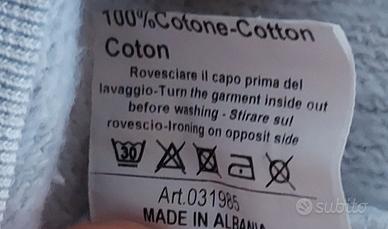 100%Cotone-Cotton
Coton
Rovesciare il capo prima del
lavaggio-Turn the garment inside out
before washing - Stirare sul
rovescio-Ironing on opposit side
30
Art.031985
MADE IN ALBANIA
subito